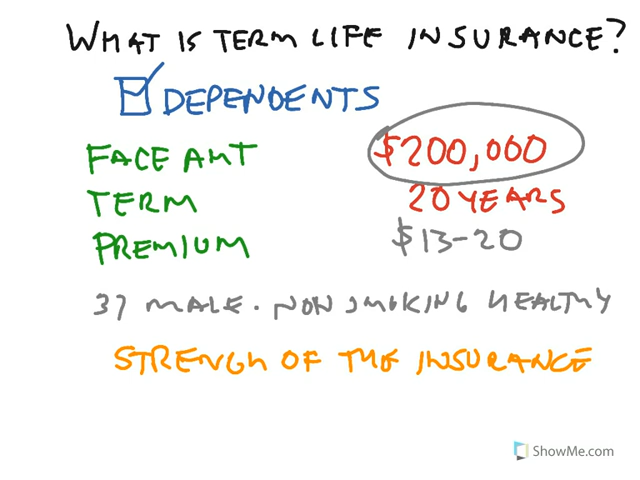 WHAT IS TERM LIFE INSURANCE?
DEPENDENTS
FACE AMT $200,000
TERM 20 YEARS
PREMIUM $13-20
37 MALE. NON SMOKING HEALTHY
STRENGH OF THE INSURANCE
ShowMe.com